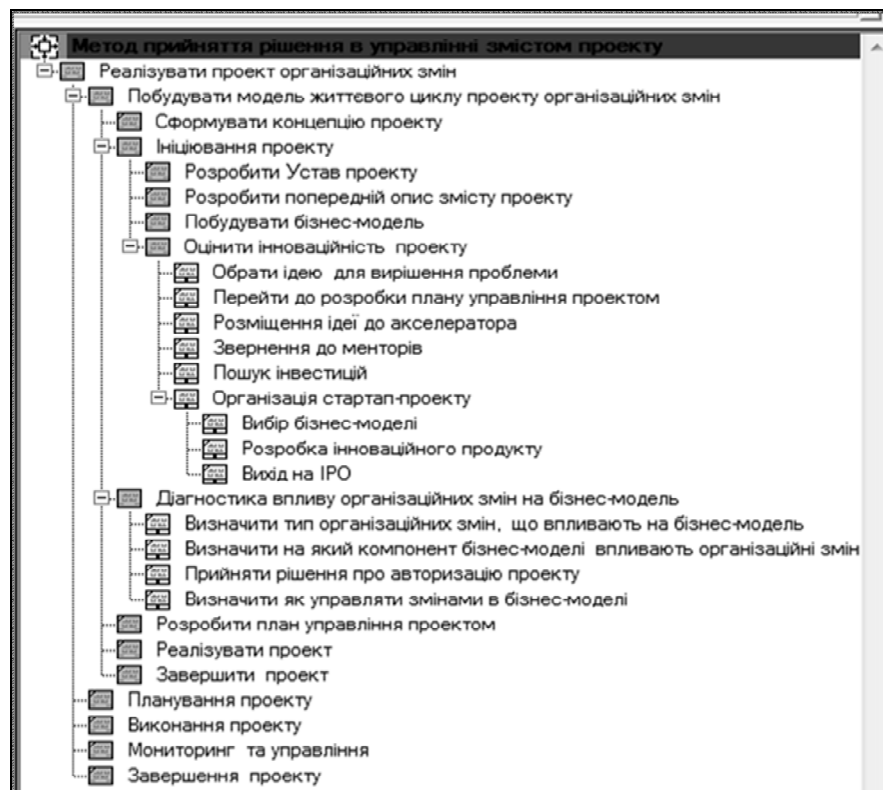 Метод прийняття рішення в управлінні змістом проекту
Реалізувати проект організаційних змін
Побудувати модель життєвого циклу проекту організаційних змін
Сформувати концепцію проекту
Ініціювання проекту
Розробити Устав проекту
Розробити попередній опис змісту проекту
Побудувати бізнес-модель
Оцінити інноваційність проекту
Обрати ідею для вирішення проблеми
Перейти до розробки плану управління проектом
Розміщення ідеї до акселератора
Звернення до менторів
Пошук інвестицій
Організація стартап-проекту
Вибір бізнес-моделі
Розробка інноваційного продукту
Вихід на IPO
Діагностика впливу організаційних змін на бізнес-модель
Визначити тип організаційних змін, що впливають на бізнес-модель
Визначити на який компонент бізнес-моделі впливають організаційні змін
Прийняти рішення про авторизацію проекту
Визначити як управляти змінами в бізнес-моделі
Розробити план управління проектом
Реалізувати проект
Завершити проект
Планування проекту
Виконання проекту
Мониторинг та управління
Завершення проекту